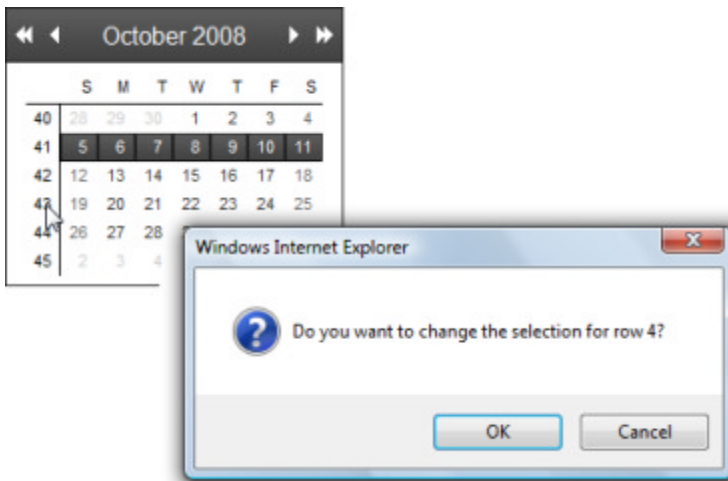 October 2008
S M T W T F S
40 28 29 30 1 2 3 4
41 5 6 7 8 9 10 11
42 12 13 14 15 16 17 18
43 19 20 21 22 23 24 25
44 26 27 28
45 2 3 4
Windows Internet Explorer
Do you want to change the selection for row 4?
OK Cancel